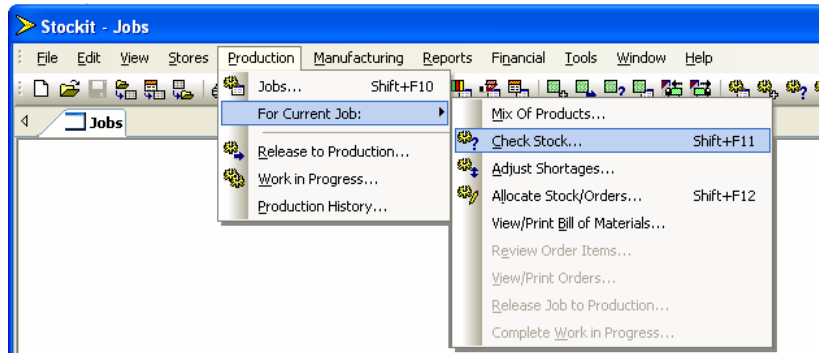 Stockit - Jobs
File Edit View Stores Production Manufacturing Reports Financial Tools Window Help
Jobs
Jobs... Shift+F10
For Current Job:
Release to Production...
Work in Progress...
Production History...
Mix Of Products...
Check Stock... Shift+F11
Adjust Shortages...
Allocate Stock/Orders... Shift+F12
View/Print Bill of Materials...
Review Order Items...
View/Print Orders...
Release Job to Production...
Complete Work in Progress...